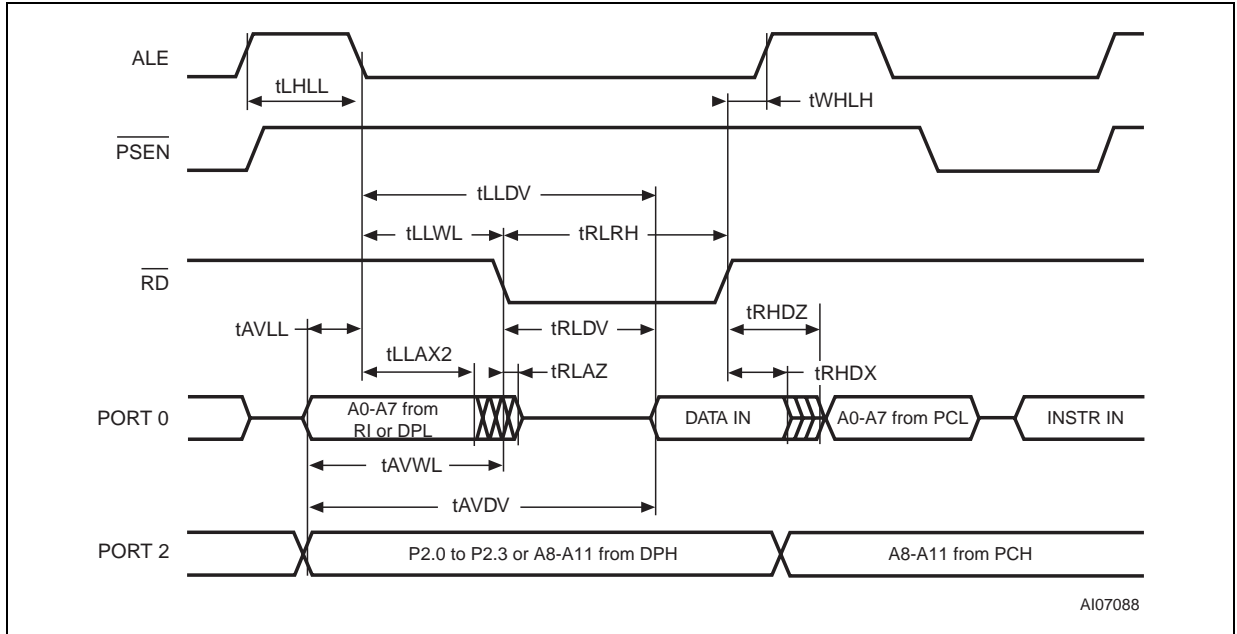 ALE
tLHLL
tWHLH
PSEN
tLLDV
tLLWL
tRLRH
RD
tAVLL
tRLDV
tRHDZ
tLLAX2
tRLAZ
tRHDX
PORT 0
A0-A7 from
RI or DPL
DATA IN
A0-A7 from PCL
INSTR IN
tAVWL
tAVDV
PORT 2
P2.0 to P2.3 or A8-A11 from DPH
A8-A11 from PCH
AI07088